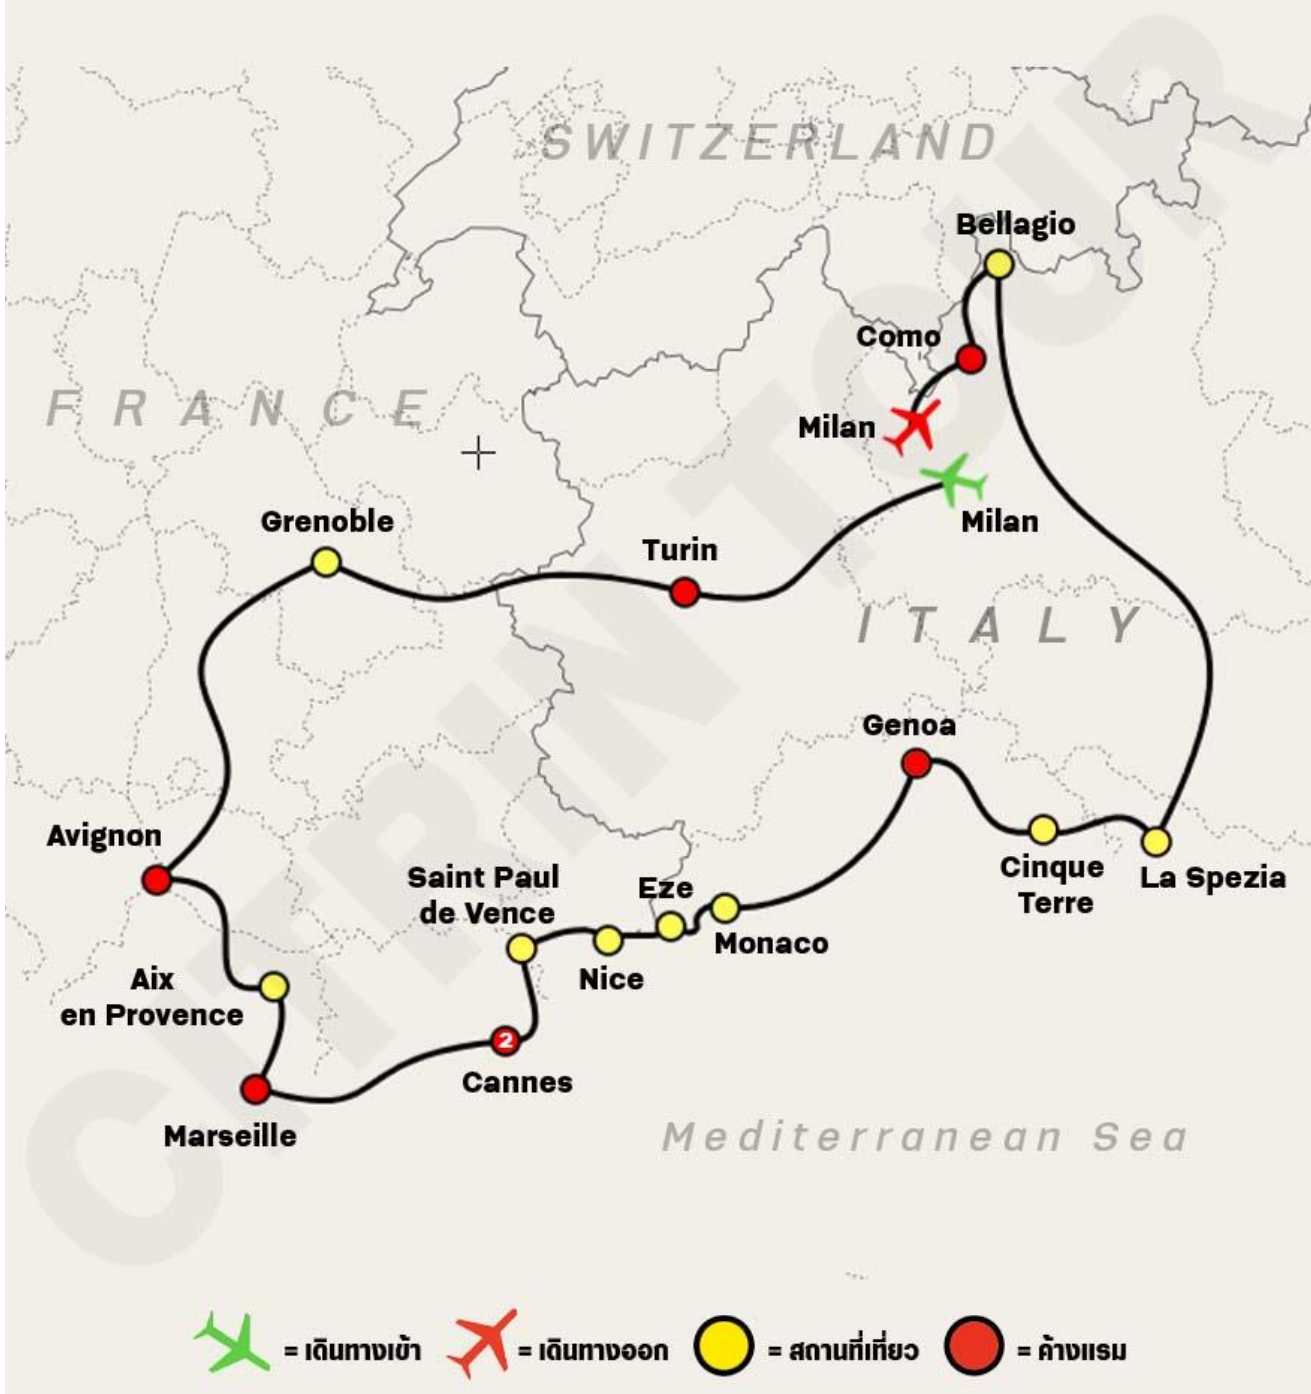 SWITZERLAND
Bellagio
Como
FRANCE
Milan
Grenoble
Milan
Turin
ITALY
Genoa
Avignon
Saint Paul
de Vence
Eze
Cinque
Terre
La Spezia
Monaco
Nice
Aix
en Provence
2
Cannes
Marseille
Mediterranean Sea
CITRIN TOUR
= เดินทางเข้า
= เดินทางออก
= สถานที่เที่ยว
= ค้างแรม